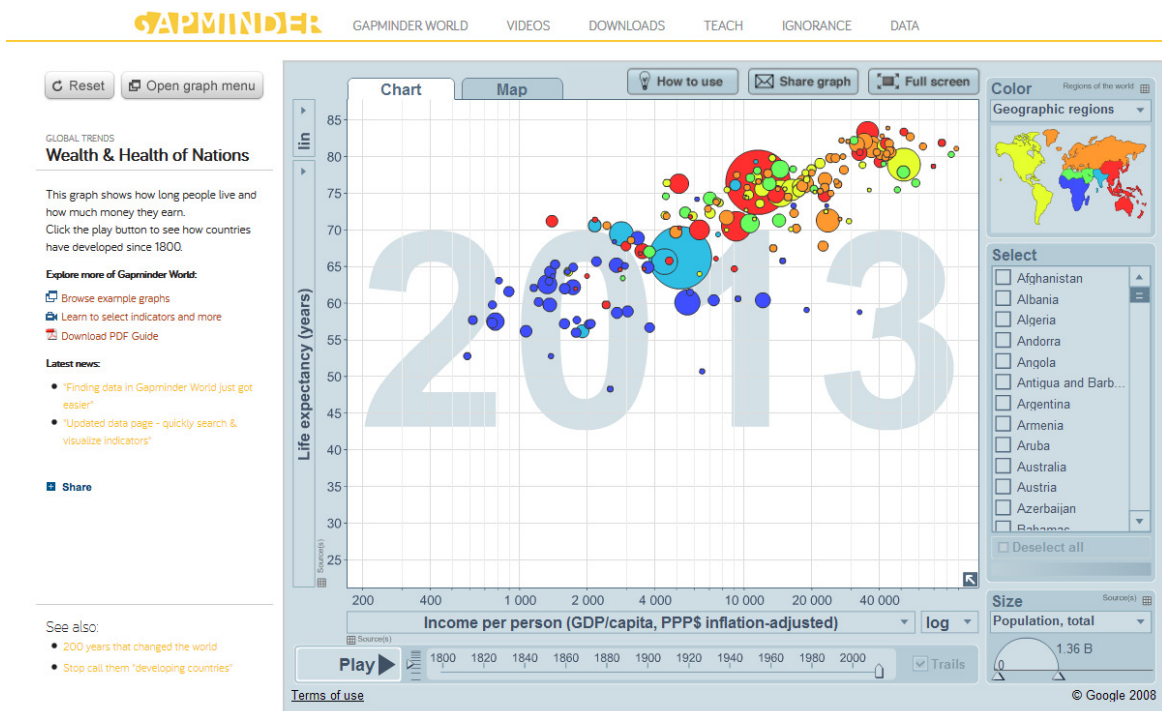 GAPMINDER
GAPMINDER WORLD VIDEOS DOWNLOADS TEACH IGNORANCE DATA
Reset Open graph menu
GLOBAL TRENDS
Wealth & Health of Nations
This graph shows how long people live and
how much money they earn.
Click the play button to see how countries
have developed since 1800.
Explore more of Gapminder World:
Browse example graphs
Learn to select indicators and more
Download PDF Guide
Latest news:
"Finding data in Gapminder World just got
easier"
"Updated data page - quickly search &
visualize indicators"
Share
See also:
200 years that changed the world
Stop call them "developing countries"
Chart Map
How to use Share graph Full screen
lin
Life expectancy (years)
Source(s)
85
80
75
70
65
60
55
50
45
40
35
30
25
2013
200 400 1 000 2 000 4 000 10 000 20 000 40 000
Income per person (GDP/capita, PPP$ inflation-adjusted) log
Source(s)
Play 1800 1820 1840 1860 1880 1900 1920 1940 1960 1980 2000 Trails
Terms of use
Color Regions of the world
Geographic regions
Select
Afghanistan
Albania
Algeria
Andorra
Angola
Antigua and Barb...
Argentina
Armenia
Aruba
Australia
Austria
Azerbaijan
Bahamas
Deselect all
Size Source(s)
Population, total
1.36 B
0
© Google 2008